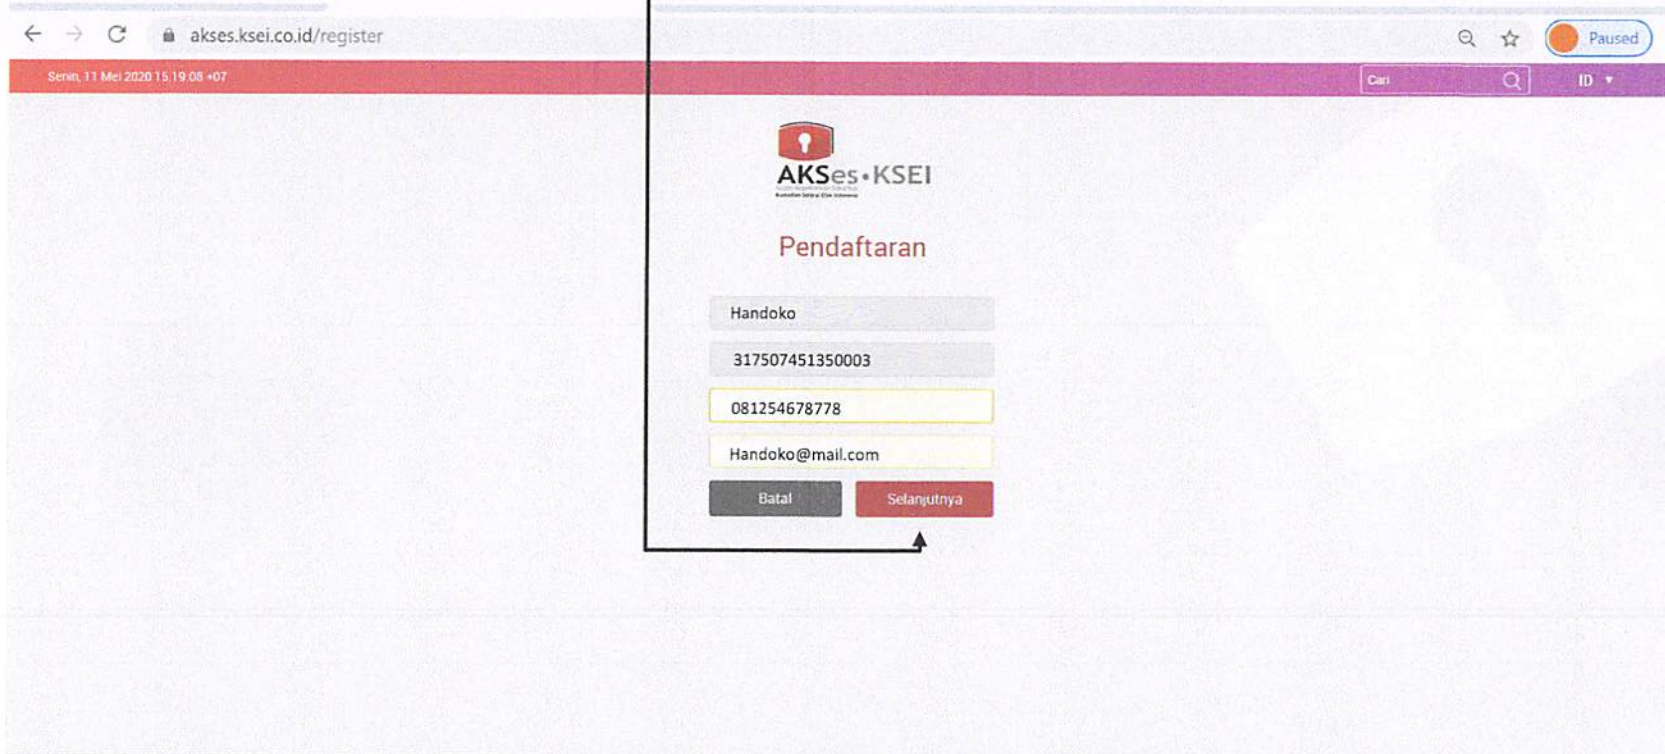 akses.ksei.co.id/register
Paused
Senin, 11 Mei 2020 15:19:08 +07
Cari
ID
AKSes•KSEI
Pendaftaran
Handoko
317507451350003
081254678778
Handoko@mail.com
Batal
Selanjutnya